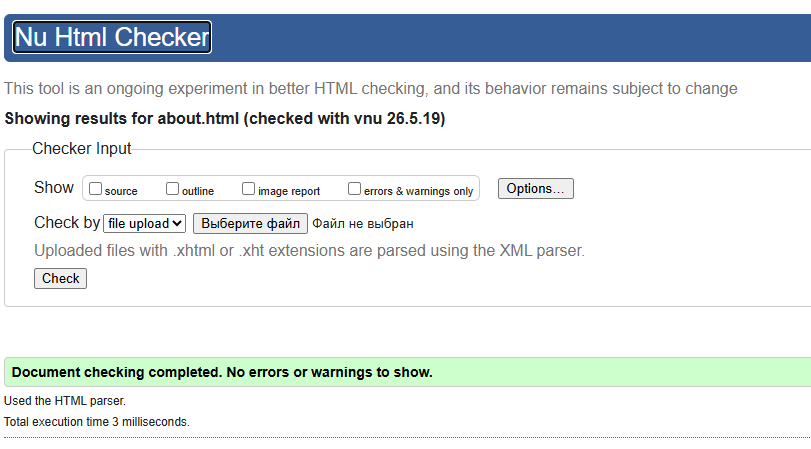 Nu Html Checker
This tool is an ongoing experiment in better HTML checking, and its behavior remains subject to change
Showing results for about.html (checked with vnu 26.5.19)
Checker Input
Show source outline image report errors & warnings only Options...
Check by file upload Выберите файл Файл не выбран
Uploaded files with .xhtml or .xht extensions are parsed using the XML parser.
Check
Document checking completed. No errors or warnings to show.
Used the HTML parser.
Total execution time 3 milliseconds.